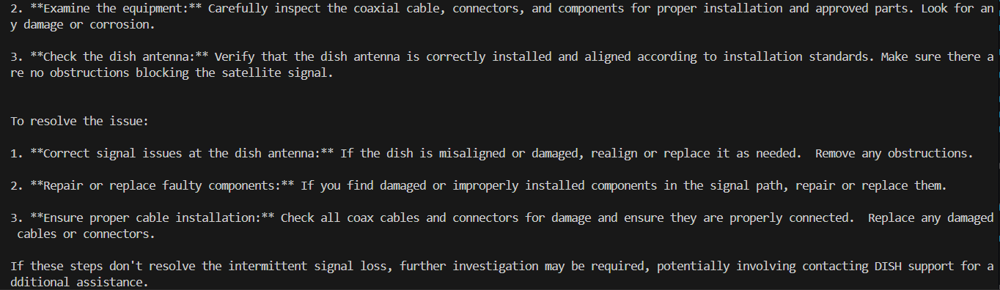 2. **Examine the equipment:** Carefully inspect the coaxial cable, connectors, and components for proper installation and approved parts. Look for an
y damage or corrosion.
3. **Check the dish antenna:** Verify that the dish antenna is correctly installed and aligned according to installation standards. Make sure there a
re no obstructions blocking the satellite signal.
To resolve the issue:
1. **Correct signal issues at the dish antenna:** If the dish is misaligned or damaged, realign or replace it as needed.  Remove any obstructions.
2. **Repair or replace faulty components:** If you find damaged or improperly installed components in the signal path, repair or replace them.
3. **Ensure proper cable installation:** Check all coax cables and connectors for damage and ensure they are properly connected.  Replace any damaged
 cables or connectors.
If these steps don't resolve the intermittent signal loss, further investigation may be required, potentially involving contacting DISH support for a
dditional assistance.